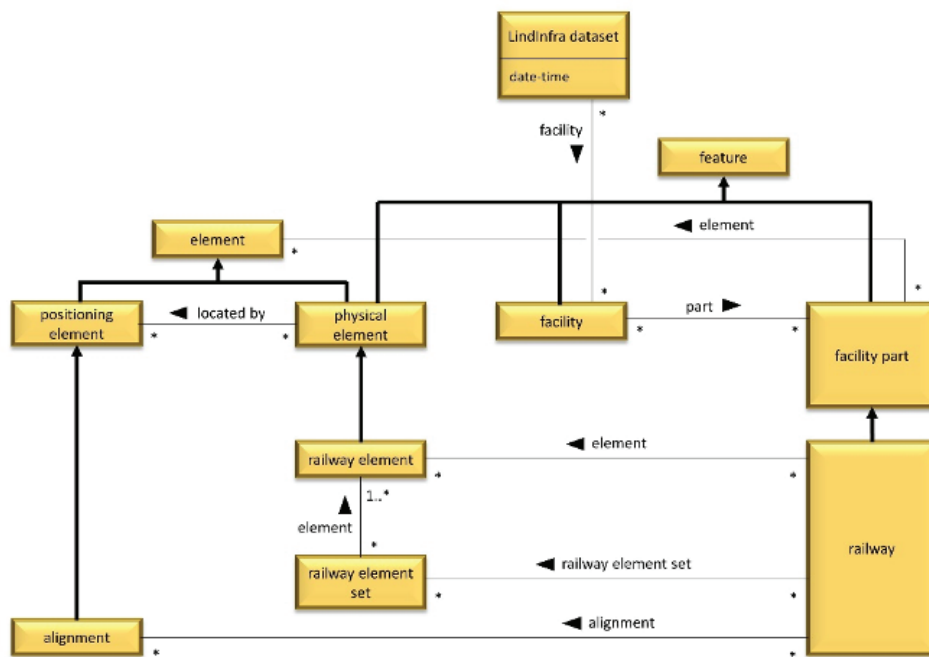 LindInfra dataset
date-time
*
facility
feature
element
element
*
*
positioning
element
located by
*
*
physical
element
*
facility
part
*
*
facility part
railway element
element
*
*
1..*
element
*
railway element
set
railway element set
*
*
railway
alignment
alignment
*
*